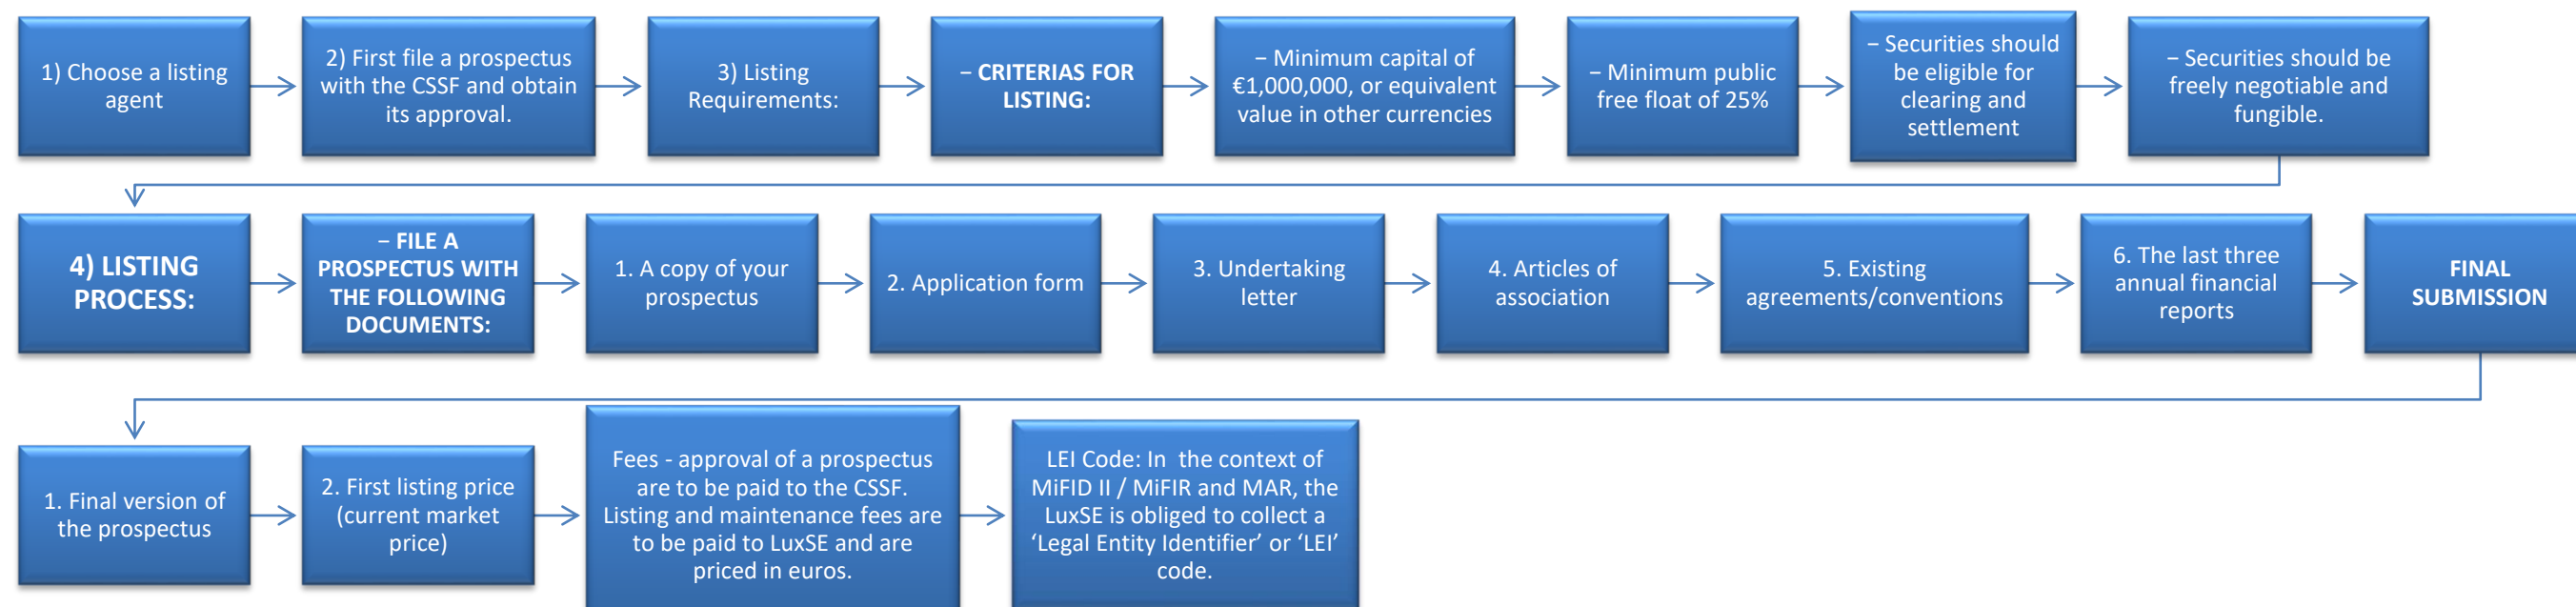 1) Choose a listing
agent
2) First file a prospectus
with the CSSF and obtain
its approval.
3) Listing
Requirements:
– CRITERIAS FOR
LISTING:
– Minimum capital of
€1,000,000, or equivalent
value in other currencies
– Minimum public
free float of 25%
– Securities should
be eligible for
clearing and
settlement
– Securities should be
freely negotiable and
fungible.
4) LISTING
PROCESS:
– FILE A
PROSPECTUS WITH
THE FOLLOWING
DOCUMENTS:
1. A copy of your
prospectus
2. Application form
3. Undertaking
letter
4. Articles of
association
5. Existing
agreements/conventions
6. The last three
annual financial
reports
FINAL
SUBMISSION
1. Final version of
the prospectus
2. First listing price
(current market
price)
Fees - approval of a prospectus
are to be paid to the CSSF.
Listing and maintenance fees are
to be paid to LuxSE and are
priced in euros.
LEI Code: In the context of
MiFID II / MiFIR and MAR, the
LuxSE is obliged to collect a
‘Legal Entity Identifier’ or ‘LEI’
code.